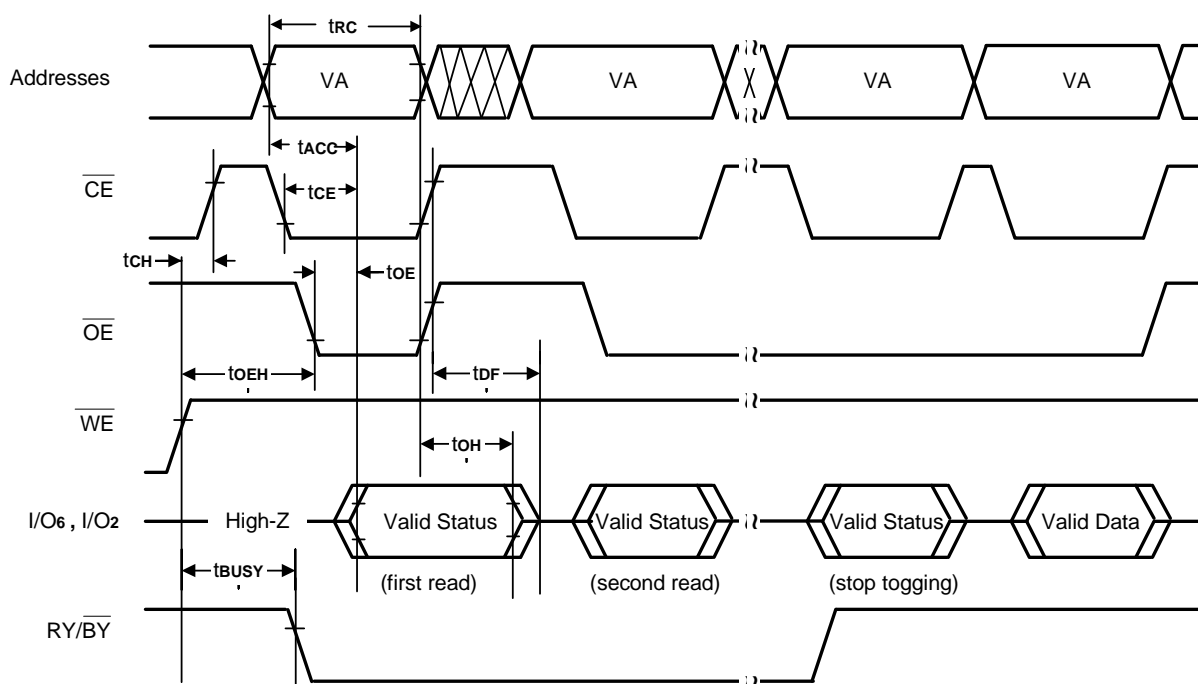 tRC
Addresses VA VA VA VA
tACC
CE tCE
tCH tOE
OE
tOEH tDF
WE
tOH
I/O6 , I/O2 High-Z Valid Status Valid Status Valid Status Valid Data
tBUSY (first read) (second read) (stop togging)
RY/BY